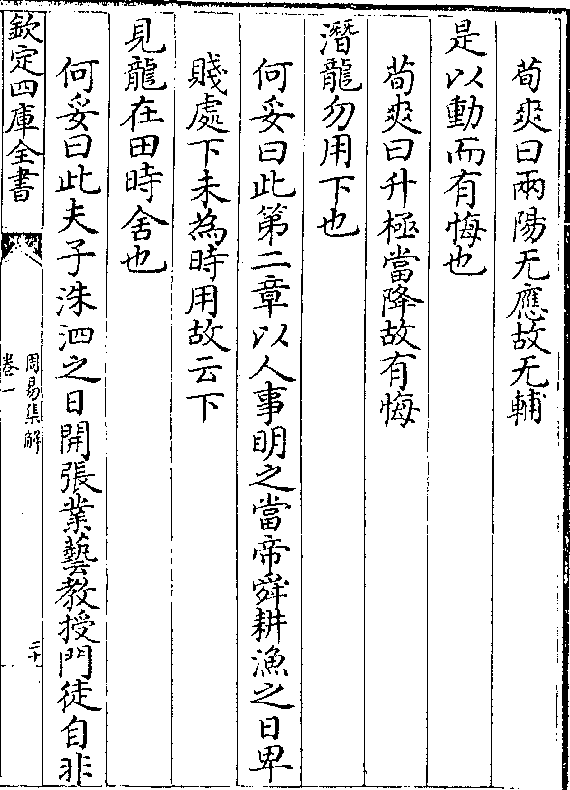 荀爽曰兩陽无應故无輔
是以動而有悔也
荀爽曰升極當降故有悔
潛龍勿用下也
何妥曰此第二章以人事明之當帝舜耕漁之日卑
賤處下未為時用故云下
見龍在田時舍也
何妥曰此夫子洙泗之日開張業藝教授門徒自非
欽定四庫全書
周易集解
卷一
二十